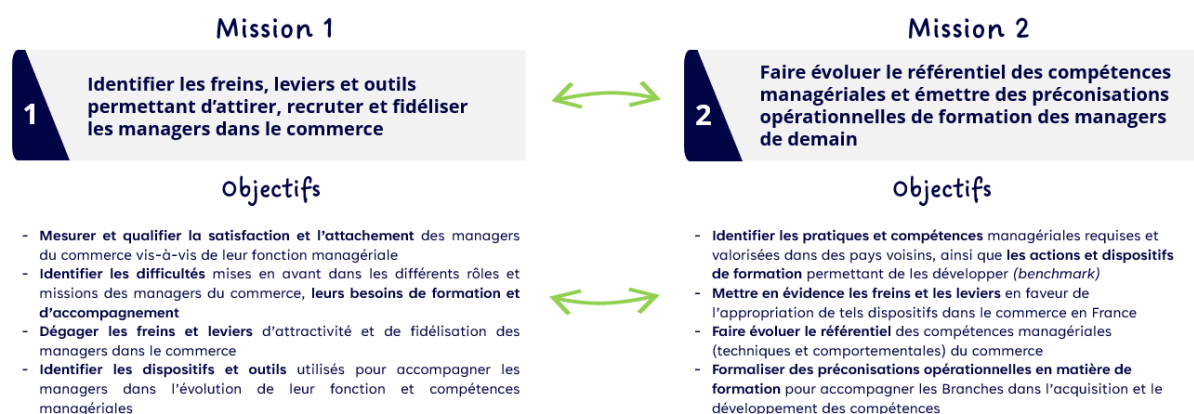 Mission 1
1
Identifier les freins, leviers et outils
permettant d'attirer, recruter et fidéliser
les managers dans le commerce
Objectifs
- Mesurer et qualifier la satisfaction et l'attachement des managers
du commerce vis-à-vis de leur fonction managériale
- Identifier les difficultés mises en avant dans les différents rôles et
missions des managers du commerce, leurs besoins de formation et
d'accompagnement
- Dégager les freins et leviers d'attractivité et de fidélisation des
managers dans le commerce
- Identifier les dispositifs et outils utilisés pour accompagner les
managers dans l'évolution de leur fonction et compétences
managériales
Mission 2
2
Faire évoluer le référentiel des compétences
managériales et émettre des préconisations
opérationnelles de formation des managers
de demain
Objectifs
- Identifier les pratiques et compétences managériales requises et
valorisées dans des pays voisins, ainsi que les actions et dispositifs
de formation permettant de les développer (benchmark)
- Mettre en évidence les freins et les leviers en faveur de
l'appropriation de tels dispositifs dans le commerce en France
- Faire évoluer le référentiel des compétences managériales
(techniques et comportementales) du commerce
- Formaliser des préconisations opérationnelles en matière de
formation pour accompagner les Branches dans l'acquisition et le
développement des compétences